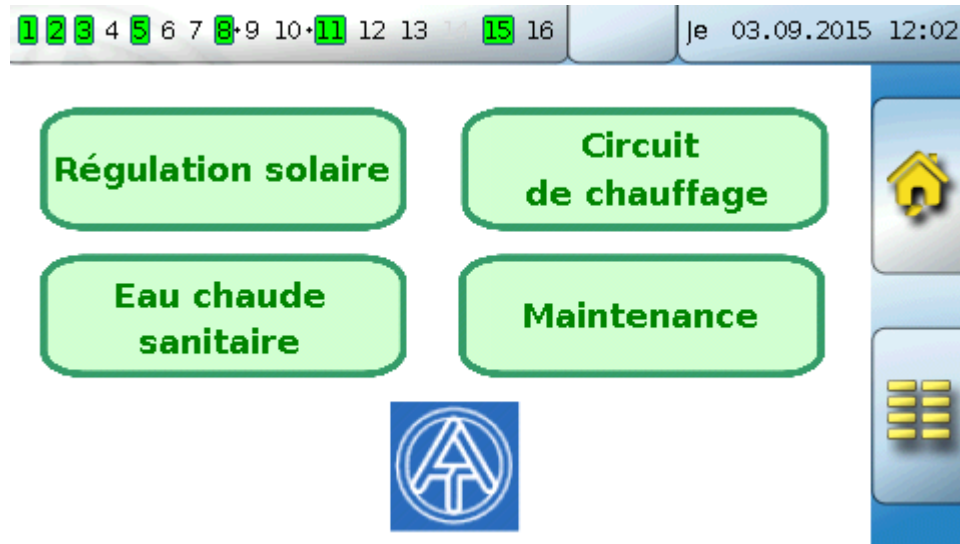 1 2 3 4 5 6 7 8•9 10•11 12 13 14 15 16 Je 03.09.2015 12:02
Régulation solaire
Circuit
de chauffage
Eau chaude
sanitaire
Maintenance